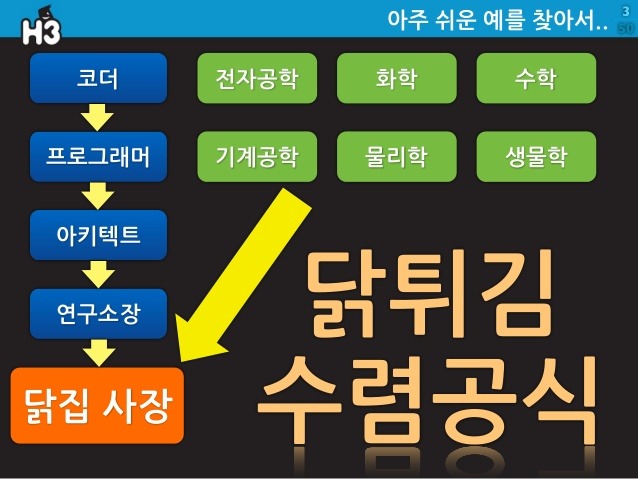 H3
아주 쉬운 예를 찾아서..
3
50
코더
전자공학
화학
수학
프로그래머
기계공학
물리학
생물학
아키텍트
연구소장
닭집 사장
닭튀김
수렴공식